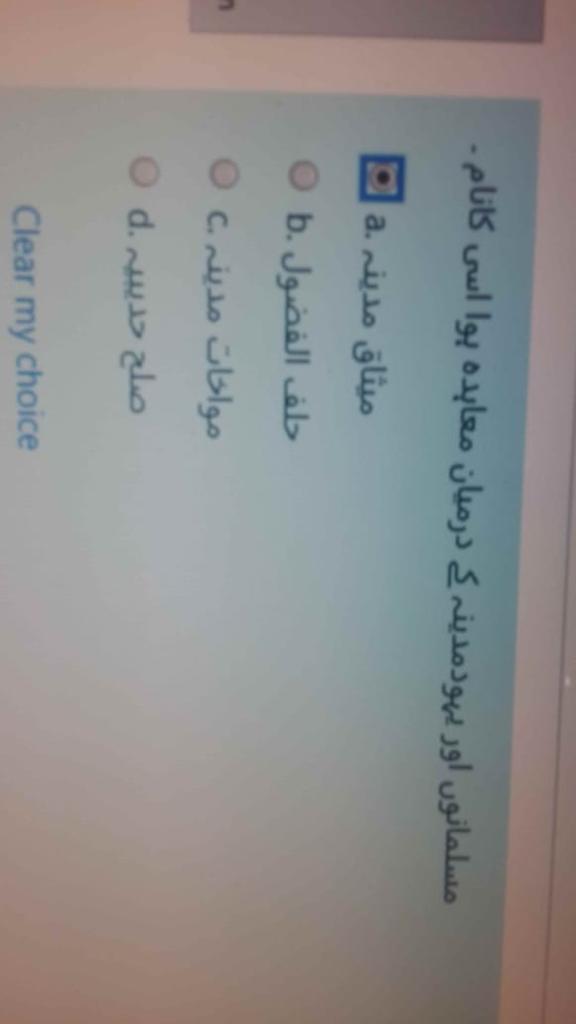 مسلمانوں اور یہودمدینہ کے درمیان معاہدہ ہوا اسی کانام ۔
a. میثاق مدینہ
b. حلف الفضول
c. مواخات مدینہ
d. صلح حدیبیہ
Clear my choice